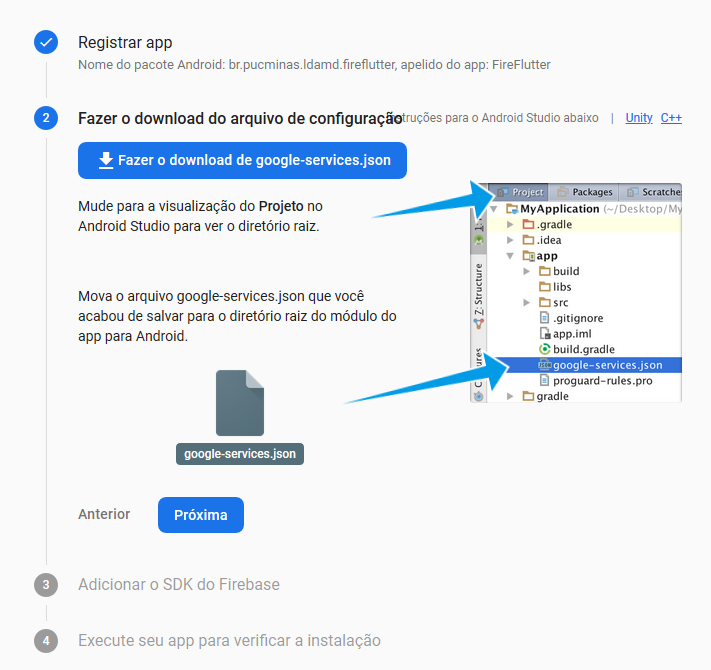 Registrar app
Nome do pacote Android: br.pucminas.ldamd.fireflutter, apelido do app: FireFlutter
2
Fazer o download do arquivo de configuração
struções para o Android Studio abaixo | Unity C++
Fazer o download de google-services.json
Mude para a visualização do Projeto no
Android Studio para ver o diretório raiz.
Project Packages Scratches
MyApplication (~/Desktop/My
.gradle
.idea
app
build
libs
src
.gitignore
app.iml
build.gradle
google-services.json
proguard-rules.pro
gradle
Z: Structure
Mova o arquivo google-services.json que você
acabou de salvar para o diretório raiz do módulo do
app para Android.
google-services.json
Anterior
Próxima
3
Adicionar o SDK do Firebase
4
Execute seu app para verificar a instalação